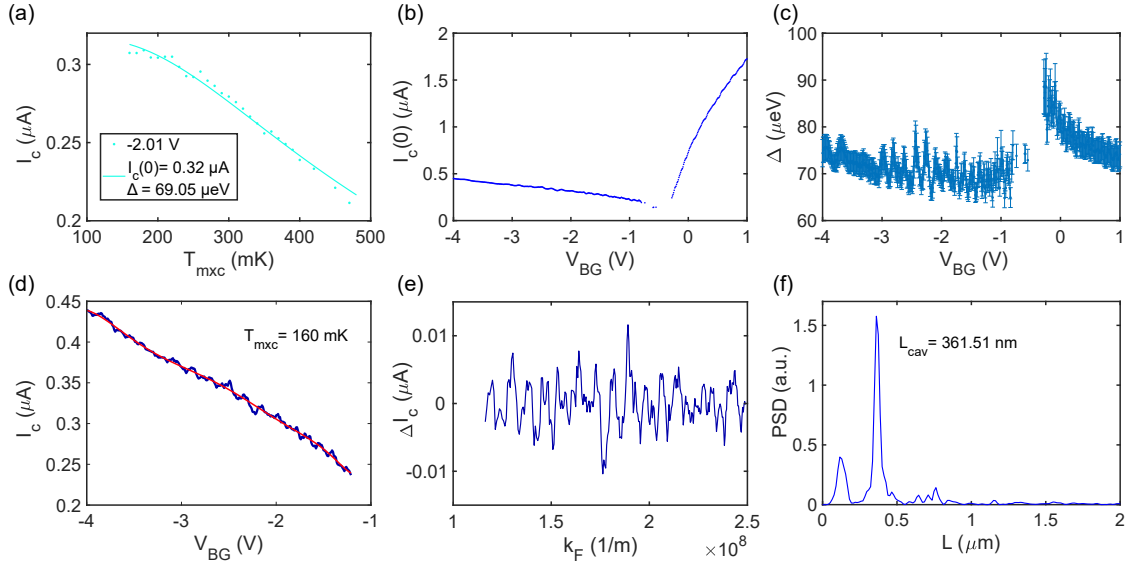 (a)
I_c (μA)
0.3
0.25
0.2
-2.01 V
I_c(0)= 0.32 μA
Δ = 69.05 μeV
100 200 300 400 500
T_mxc (mK)
(b)
I_c(0) (μA)
2
1.5
1
0.5
0
-4 -3 -2 -1 0 1
V_BG (V)
(c)
Δ (μeV)
100
90
80
70
60
-4 -3 -2 -1 0 1
V_BG (V)
(d)
I_c (μA)
0.45
0.4
0.35
0.3
0.25
0.2
T_mxc= 160 mK
-4 -3 -2 -1
V_BG (V)
(e)
Δ I_c (μA)
0.01
0
-0.01
1 1.5 2 2.5
k_F (1/m)
×10^8
(f)
PSD (a.u.)
1.5
1
0.5
0
L_cav= 361.51 nm
0 0.5 1 1.5 2
L (μm)